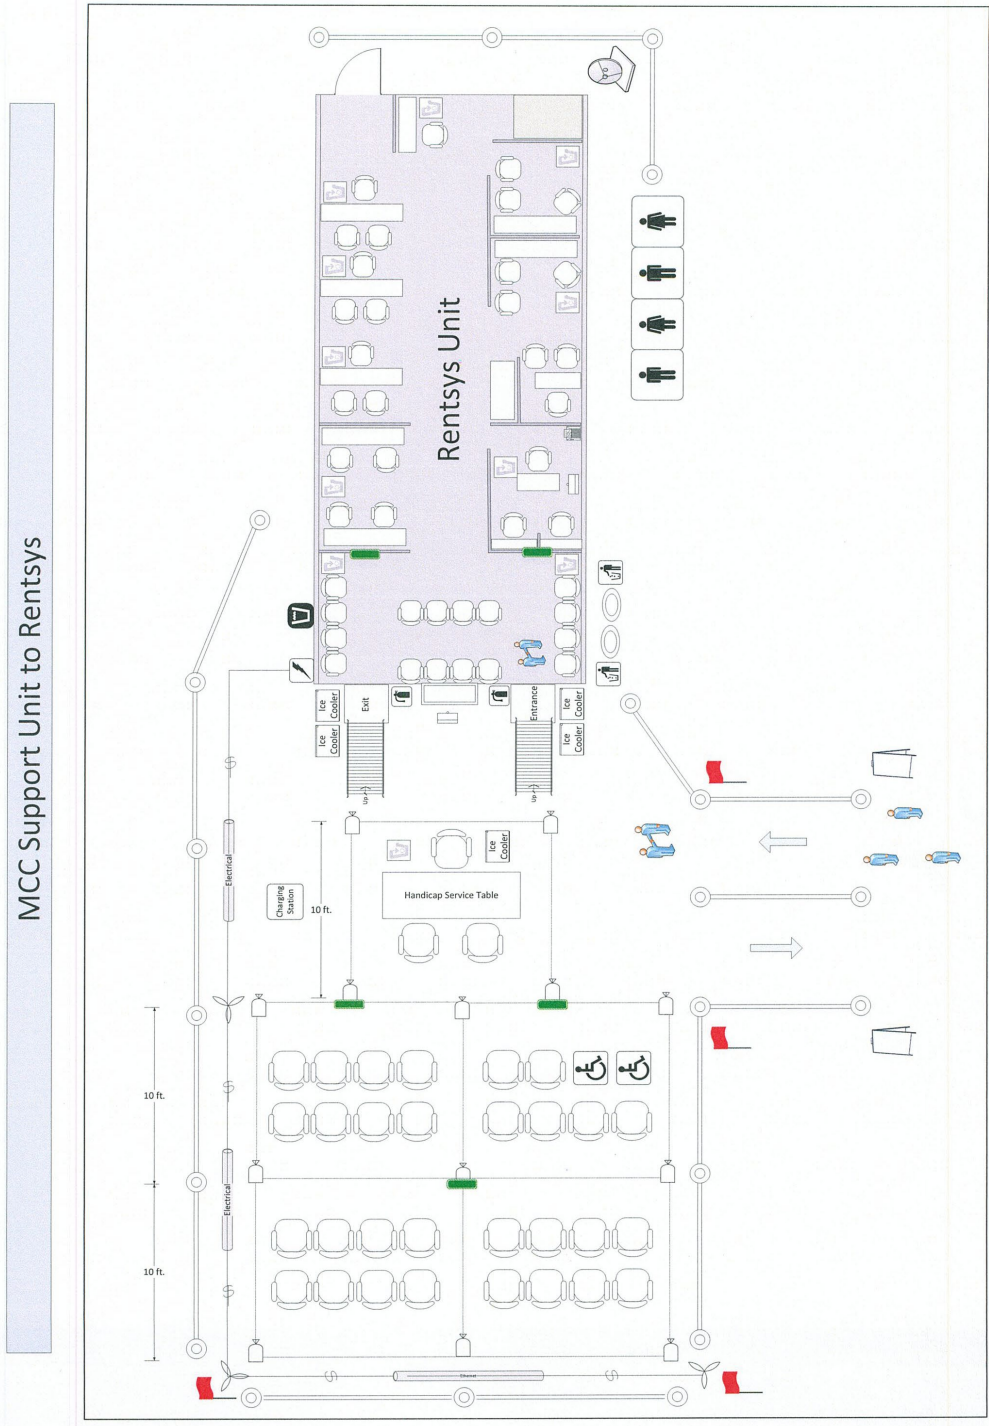 MCC Support Unit to Rentsys
Rentsys Unit
Ice
Cooler
Ice
Cooler
Exit
Entrance
Ice
Cooler
Ice
Cooler
Up
Up
Electrical
Charging
Station
10 ft.
Ice
Cooler
Handicap Service Table
10 ft.
Electrical
10 ft.
Ethernet